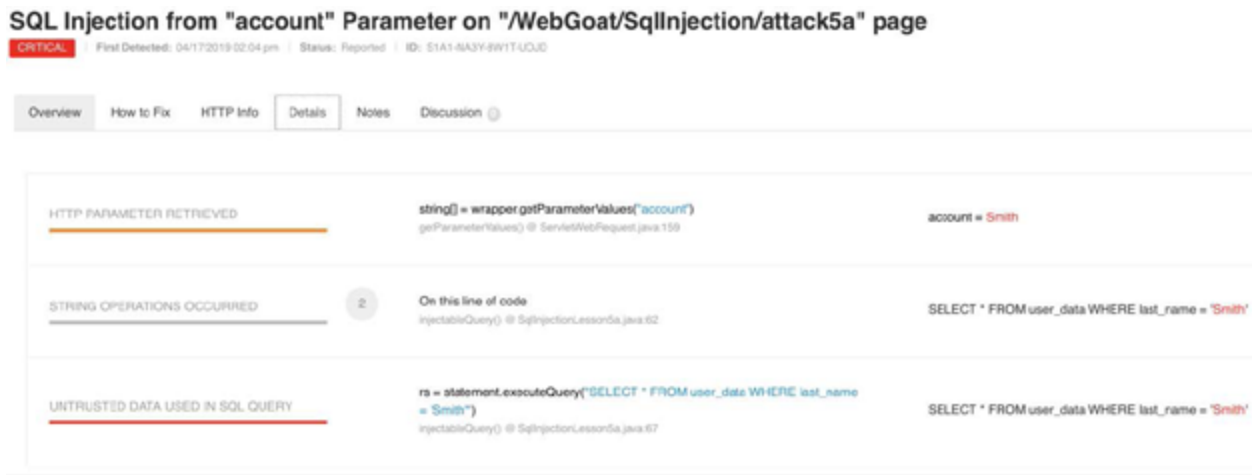 SQL Injection from "account" Parameter on "/WebGoat/SqlInjection/attack5a" page
CRITICAL | First Detected: 04/17/2019 02:04 pm | Status: Reported | ID:
Overview How to Fix HTTP Info Details Notes Discussion
HTTP PARAMETER RETRIEVED
string[] = wrapper.getParameterValues("account")
getParameterValues() @ ServletWebRequest.java:159
account = Smith
STRING OPERATIONS OCCURRED
2
On this line of code
injectableQuery() @ SqlInjectionLesson5a.java:62
SELECT * FROM user_data WHERE last_name = 'Smith'
UNTRUSTED DATA USED IN SQL QUERY
rs = statement.executeQuery("SELECT * FROM user_data WHERE last_name
= 'Smith'")
injectableQuery() @ SqlInjectionLesson5a.java:67
SELECT * FROM user_data WHERE last_name = 'Smith'